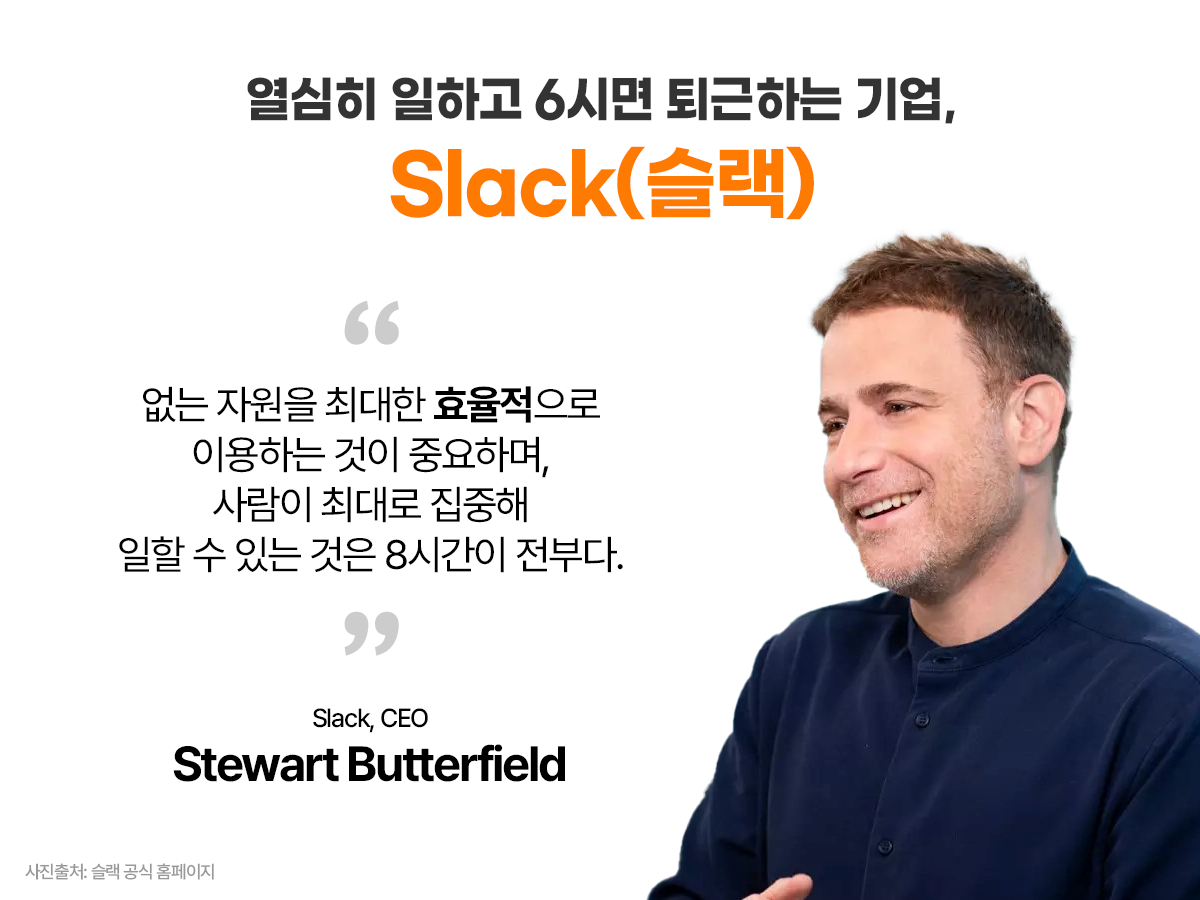 열심히 일하고 6시면 퇴근하는 기업,
Slack(슬랙)
“
없는 자원을 최대한 효율적으로
이용하는 것이 중요하며,
사람이 최대로 집중해
일할 수 있는 것은 8시간이 전부다.
”
Slack, CEO
Stewart Butterfield
사진출처: 슬랙 공식 홈페이지